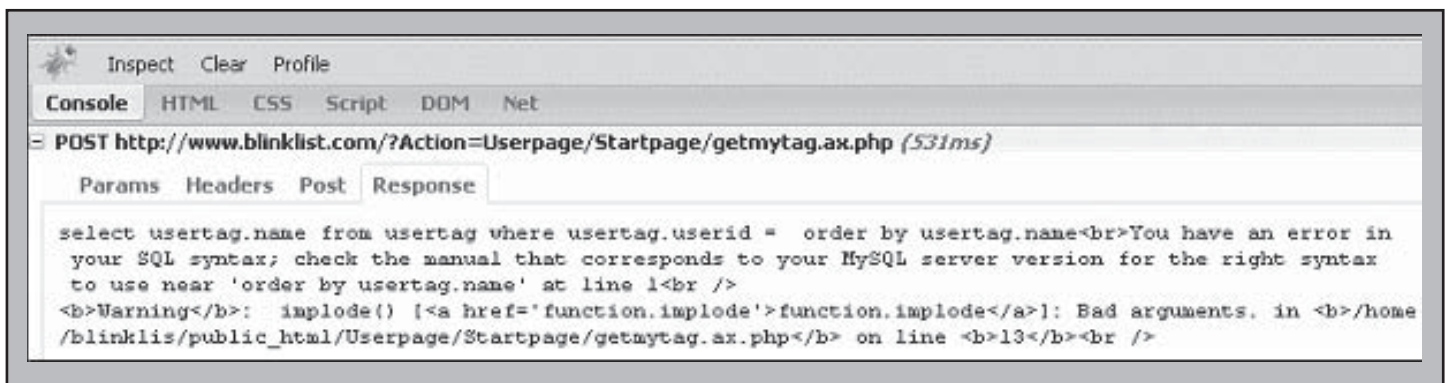 Inspect Clear Profile
Console HTML CSS Script DOM Net
POST http://www.blinklist.com/?Action=Userpage/Startpage/getmytag.ax.php (531ms)
Params Headers Post Response
select usertag.name from usertag where usertag.userid = order by usertag.name<br>You have an error in
your SQL syntax; check the manual that corresponds to your MySQL server version for the right syntax
to use near 'order by usertag.name' at line 1<br />
<b>Warning</b>: implode() [<a href='function.implode'>function.implode</a>]: Bad arguments. in <b>/home
/blinklis/public_html/Userpage/Startpage/getmytag.ax.php</b> on line <b>13</b><br />